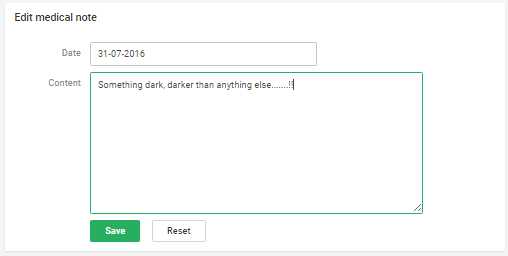 Edit medical note
Date 31-07-2016
Content Something dark, darker than anything else.......!!
Save Reset